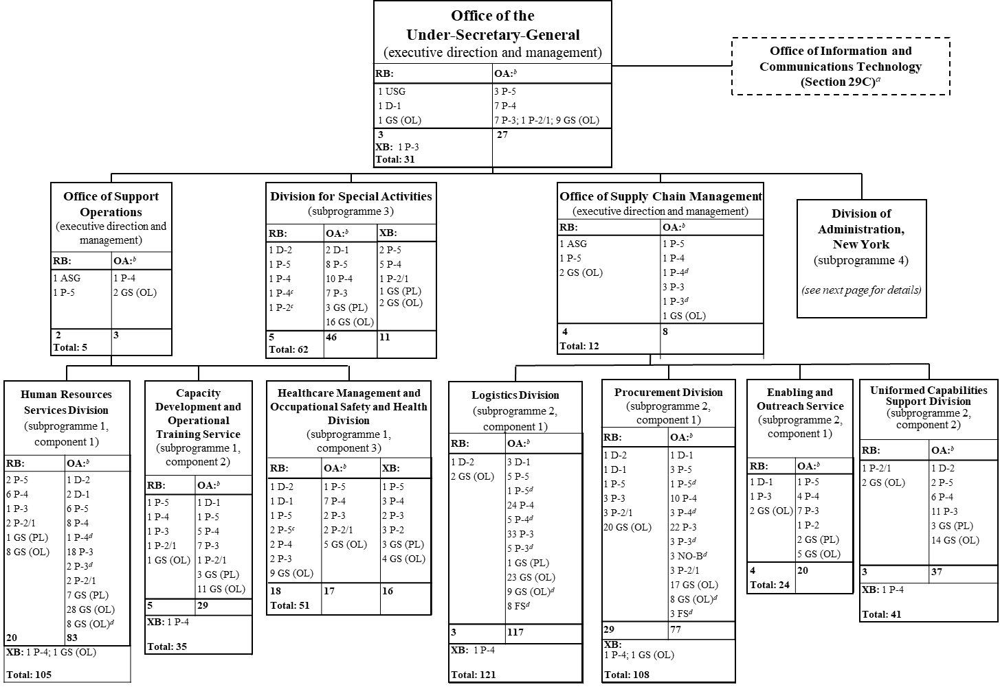 Office of the
Under-Secretary-General
(executive direction and management)
RB: OA:b
1 USG 3 P-5
1 D-1 7 P-4
1 GS (OL) 7 P-3; 1 P-2/1; 9 GS (OL)
3 27
XB: 1 P-3
Total: 31
Office of Information and
Communications Technology
(Section 29C)a
Office of Support
Operations
(executive direction and
management)
RB: OA:b
1 ASG 1 P-4
1 P-5 2 GS (OL)
2 3
Total: 5
Division for Special Activities
(subprogramme 3)
RB: OA:b XB:
1 D-2 2 D-1 2 P-5
1 P-5 8 P-5 5 P-4
1 P-4 10 P-4 1 P-2/1
1 P-4c 7 P-3 1 GS (PL)
1 P-2c 3 GS (PL) 2 GS (OL)
16 GS (OL)
5 46 11
Total: 62
Office of Supply Chain Management
(executive direction and management)
RB: OA:b
1 ASG 1 P-5
1 P-5 1 P-4
2 GS (OL) 1 P-4d
3 P-3
1 P-3d
1 GS (OL)
4 8
Total: 12
Division of
Administration,
New York
(subprogramme 4)
(see next page for details)
Human Resources
Services Division
(subprogramme 1,
component 1)
RB: OA:b
2 P-5 1 D-2
6 P-4 2 D-1
1 P-3 6 P-5
2 P-2/1 8 P-4
1 GS (PL) 1 P-4d
8 GS (OL) 18 P-3
2 P-3d
2 P-2/1
7 GS (PL)
28 GS (OL)
8 GS (OL)d
20 83
XB: 1 P-4; 1 GS (OL)
Total: 105
Capacity
Development and
Operational
Training Service
(subprogramme 1,
component 2)
RB: OA:b
1 P-5 1 D-1
1 P-4 1 P-5
1 P-3 5 P-4
1 P-2/1 7 P-3
1 GS (OL) 1 P-2/1
3 GS (PL)
11 GS (OL)
5 29
XB: 1 P-4
Total: 35
Healthcare Management and
Occupational Safety and Health
Division
(subprogramme 1,
component 3)
RB: OA:b XB:
1 D-2 1 P-5 1 P-5
1 D-1 7 P-4 3 P-4
1 P-5 2 P-3 2 P-3
2 P-5c 2 P-2/1 3 P-2
2 P-4 5 GS (OL) 3 GS (PL)
2 P-3 4 GS (OL)
9 GS (OL)
18 17 16
Total: 51
Logistics Division
(subprogramme 2,
component 1)
RB: OA:b
1 D-2 3 D-1
2 GS (OL) 5 P-5
1 P-5d
24 P-4
5 P-4d
33 P-3
5 P-3d
1 GS (PL)
23 GS (OL)
9 GS (OL)d
8 FSd
3 117
XB: 1 P-4
Total: 121
Procurement Division
(subprogramme 2,
component 1)
RB: OA:b
1 D-2 1 D-1
1 D-1 3 P-5
1 P-5 1 P-5d
3 P-3 10 P-4
3 P-2/1 3 P-4d
20 GS (OL) 22 P-3
3 P-3d
3 NO-Bd
3 P-2/1
17 GS (OL)
8 GS (OL)d
3 FSd
29 77
XB:
1 P-4; 1 GS (OL)
Total: 108
Enabling and
Outreach Service
(subprogramme 2,
component 1)
RB: OA:b
1 D-1 1 P-5
1 P-3 4 P-4
2 GS (OL) 7 P-3
1 P-2
2 GS (PL)
5 GS (OL)
4 20
Total: 24
Uniformed Capabilities
Support Division
(subprogramme 2,
component 2)
RB: OA:b
1 P-2/1 1 D-2
2 GS (OL) 2 P-5
6 P-4
11 P-3
3 GS (PL)
14 GS (OL)
3 37
XB: 1 P-4
Total: 41